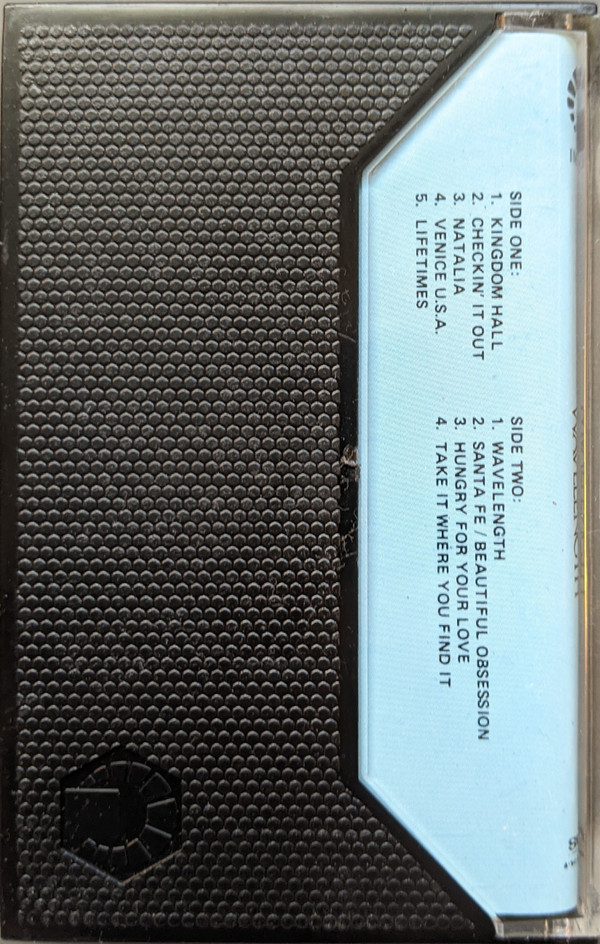 SIDE ONE:
1. KINGDOM HALL
2. CHECKIN' IT OUT
3. NATALIA
4. VENICE U.S.A.
5. LIFETIMES
SIDE TWO:
1. WAVELENGTH
2. SANTA FE / BEAUTIFUL OBSESSION
3. HUNGRY FOR YOUR LOVE
4. TAKE IT WHERE YOU FIND IT
WAVELENGTH